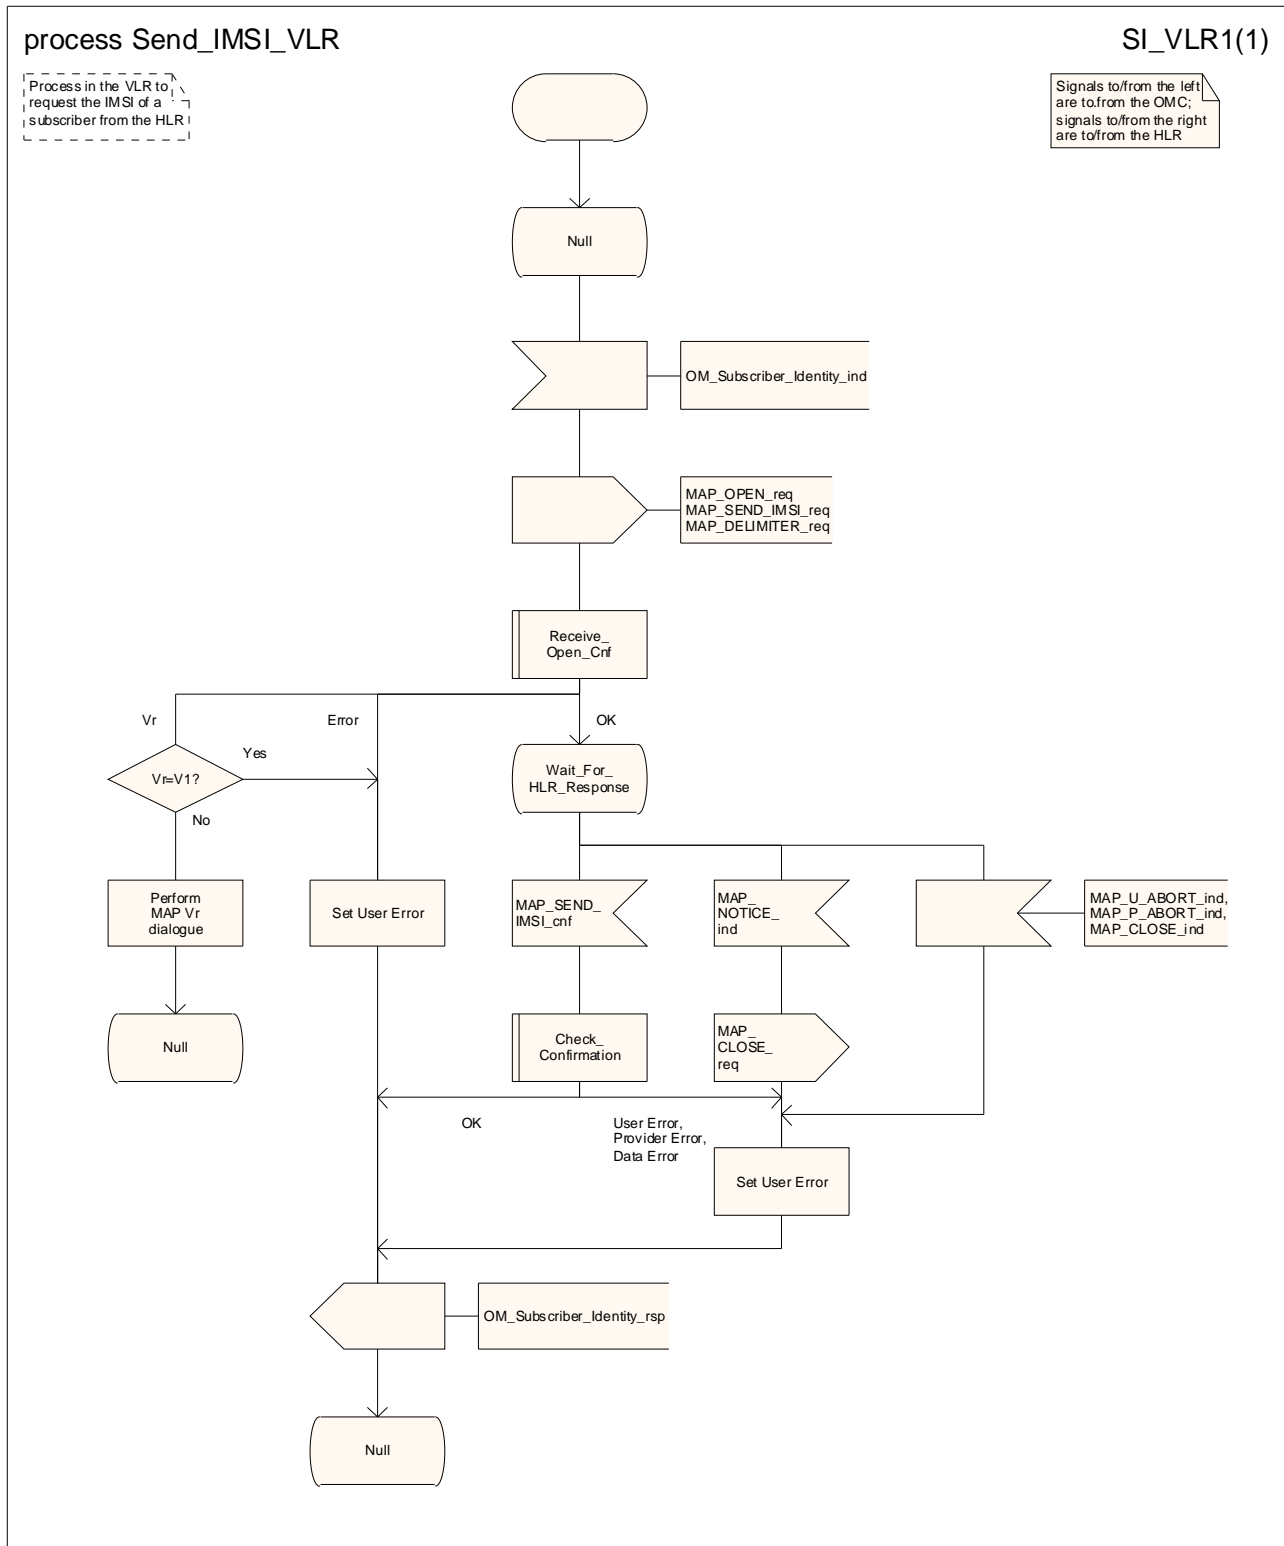 process Send_IMSI_VLR
SI_VLR1(1)
Process in the VLR to
request the IMSI of a
subscriber from the HLR
Signals to/from the left
are to.from the OMC;
signals to/from the right
are to/from the HLR
Null
OM_Subscriber_Identity_ind
MAP_OPEN_req
MAP_SEND_IMSI_req
MAP_DELIMITER_req
Receive_
Open_Cnf
Vr
Error
OK
Yes
Vr=V1?
Wait_For_
HLR_Response
No
Perform
MAP Vr
dialogue
Set User Error
MAP_SEND_
IMSI_cnf
MAP_
NOTICE_
ind
MAP_U_ABORT_ind,
MAP_P_ABORT_ind,
MAP_CLOSE_ind
Null
Check_
Confirmation
MAP_
CLOSE_
req
OK
User Error,
Provider Error,
Data Error
Set User Error
OM_Subscriber_Identity_rsp
Null